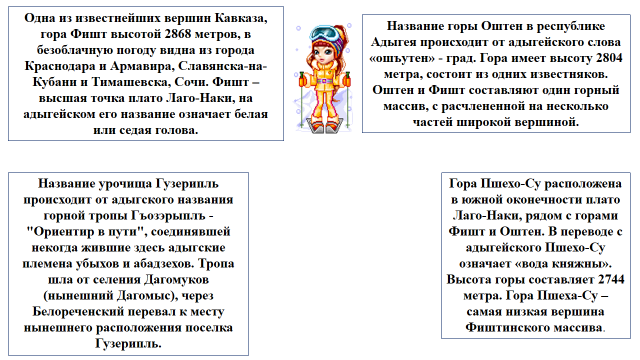 Одна из известнейших вершин Кавказа,
гора Фишт высотой 2868 метров, в
безоблачную погоду видна из города
Краснодара и Армавира, Славянска-на-
Кубани и Тимашевска, Сочи. Фишт –
высшая точка плато Лаго-Наки, на
адыгейском его название означает белая
или седая голова.
Название горы Оштен в республике
Адыгея происходит от адыгейского слова
«ошъутен» - град. Гора имеет высоту 2804
метра, состоит из одних известняков.
Оштен и Фишт составляют один горный
массив, с расчлененной на несколько
частей широкой вершиной.
Название урочища Гузерипль
происходит от адыгского названия
горной тропы Гъозэрыплъ -
"Ориентир в пути", соединявшей
некогда жившие здесь адыгские
племена убыхов и абадзехов. Тропа
шла от селения Дагомуков
(нынешний Дагомыс), через
Белореченский перевал к месту
нынешнего расположения поселка
Гузерипль.
Гора Пшехо-Су расположена
в южной оконечности плато
Лаго-Наки, рядом с горами
Фишт и Оштен. В переводе с
адыгейского Пшехо-Су
означает «вода княжны».
Высота горы составляет 2744
метра. Гора Пшеха-Су –
самая низкая вершина
Фиштинского массива.